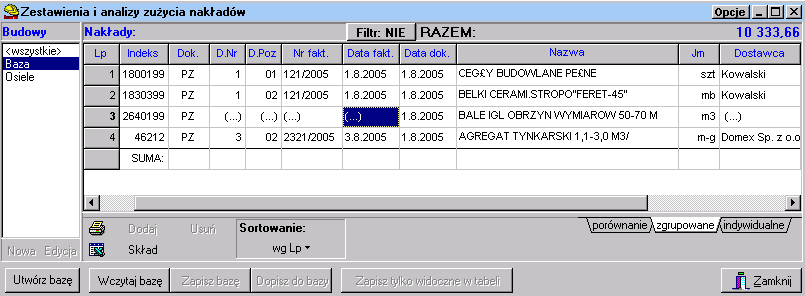 Zestawienia i analizy zużycia nakładów Opcje
Budowy Nakłady: Filtr: NIE RAZEM: 10 333,66
<wszystkie>
Baza
Osiele
Lp Indeks Dok. D.Nr D.Poz Nr fakt. Data fakt. Data dok. Nazwa Jm Dostawca
1 1800199 PZ 1 01 121/2005 1.8.2005 1.8.2005 CEG£Y BUDOWLANE PE£NE szt Kowalski
2 1830399 PZ 1 02 121/2005 1.8.2005 1.8.2005 BELKI CERAMI.STROPO"FERET-45" mb Kowalski
3 2640199 PZ (...) (...) (...) (...) 1.8.2005 BALE IGL OBRZYN WYMIAROW 50-70 M m3 (...)
4 46212 PZ 3 02 2321/2005 3.8.2005 3.8.2005 AGREGAT TYNKARSKI 1,1-3,0 M3/ m-g Domex Sp. z o.o
SUMA:
Dodaj Usuń Sortowanie: porównanie zgrupowane indywidualne
Nowa Edycja Skład wg Lp
Utwórz bazę Wczytaj bazę Zapisz bazę Dopisz do bazy Zapisz tylko widoczne w tabeli Zamknij